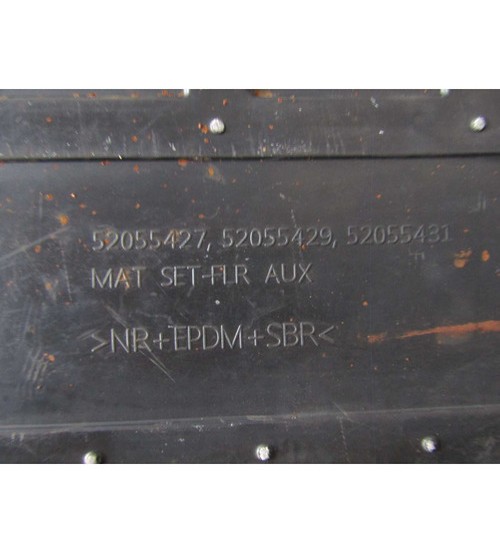 52055427, 52055429, 52055431
MAT SET-FLR AUX
>NR+EPDM+SBR<